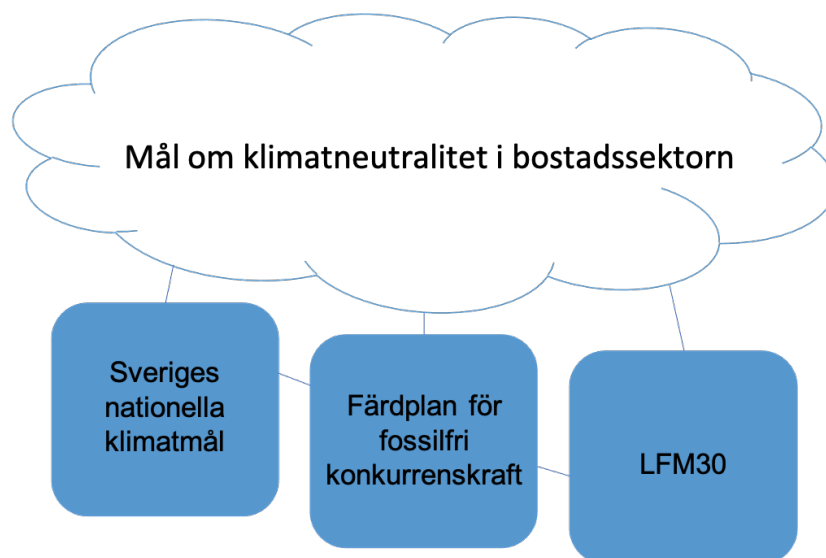 Mål om klimatneutralitet i bostadssektorn
Sveriges
nationella
klimatmål
Färdplan för
fossilfri
konkurrenskraft
LFM30